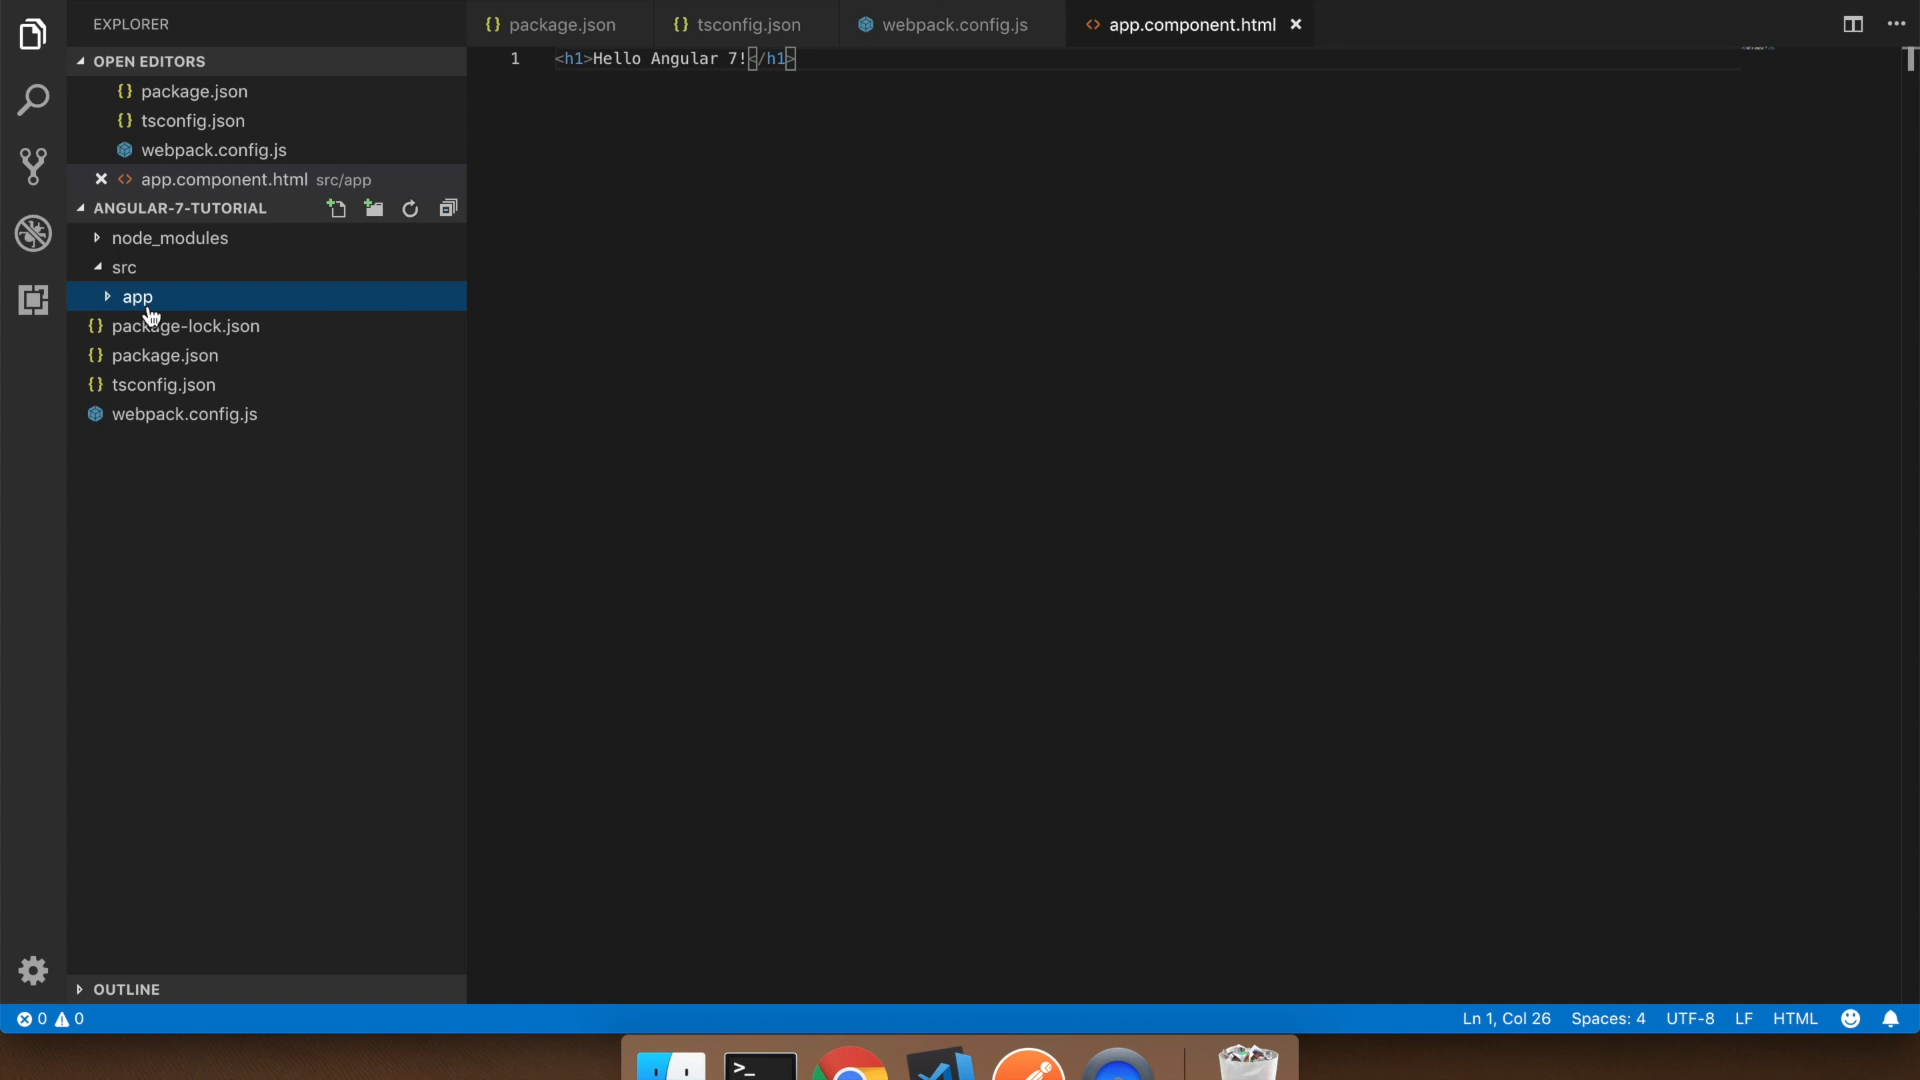 EXPLORER
OPEN EDITORS
{} package.json
{} tsconfig.json
webpack.config.js
<> app.component.html src/app
ANGULAR-7-TUTORIAL
node_modules
src
app
{} package-lock.json
{} package.json
{} tsconfig.json
webpack.config.js
OUTLINE
{} package.json {} tsconfig.json webpack.config.js <> app.component.html
1 <h1>Hello Angular 7!</h1>
0 0 Ln 1, Col 26 Spaces: 4 UTF-8 LF HTML
>_